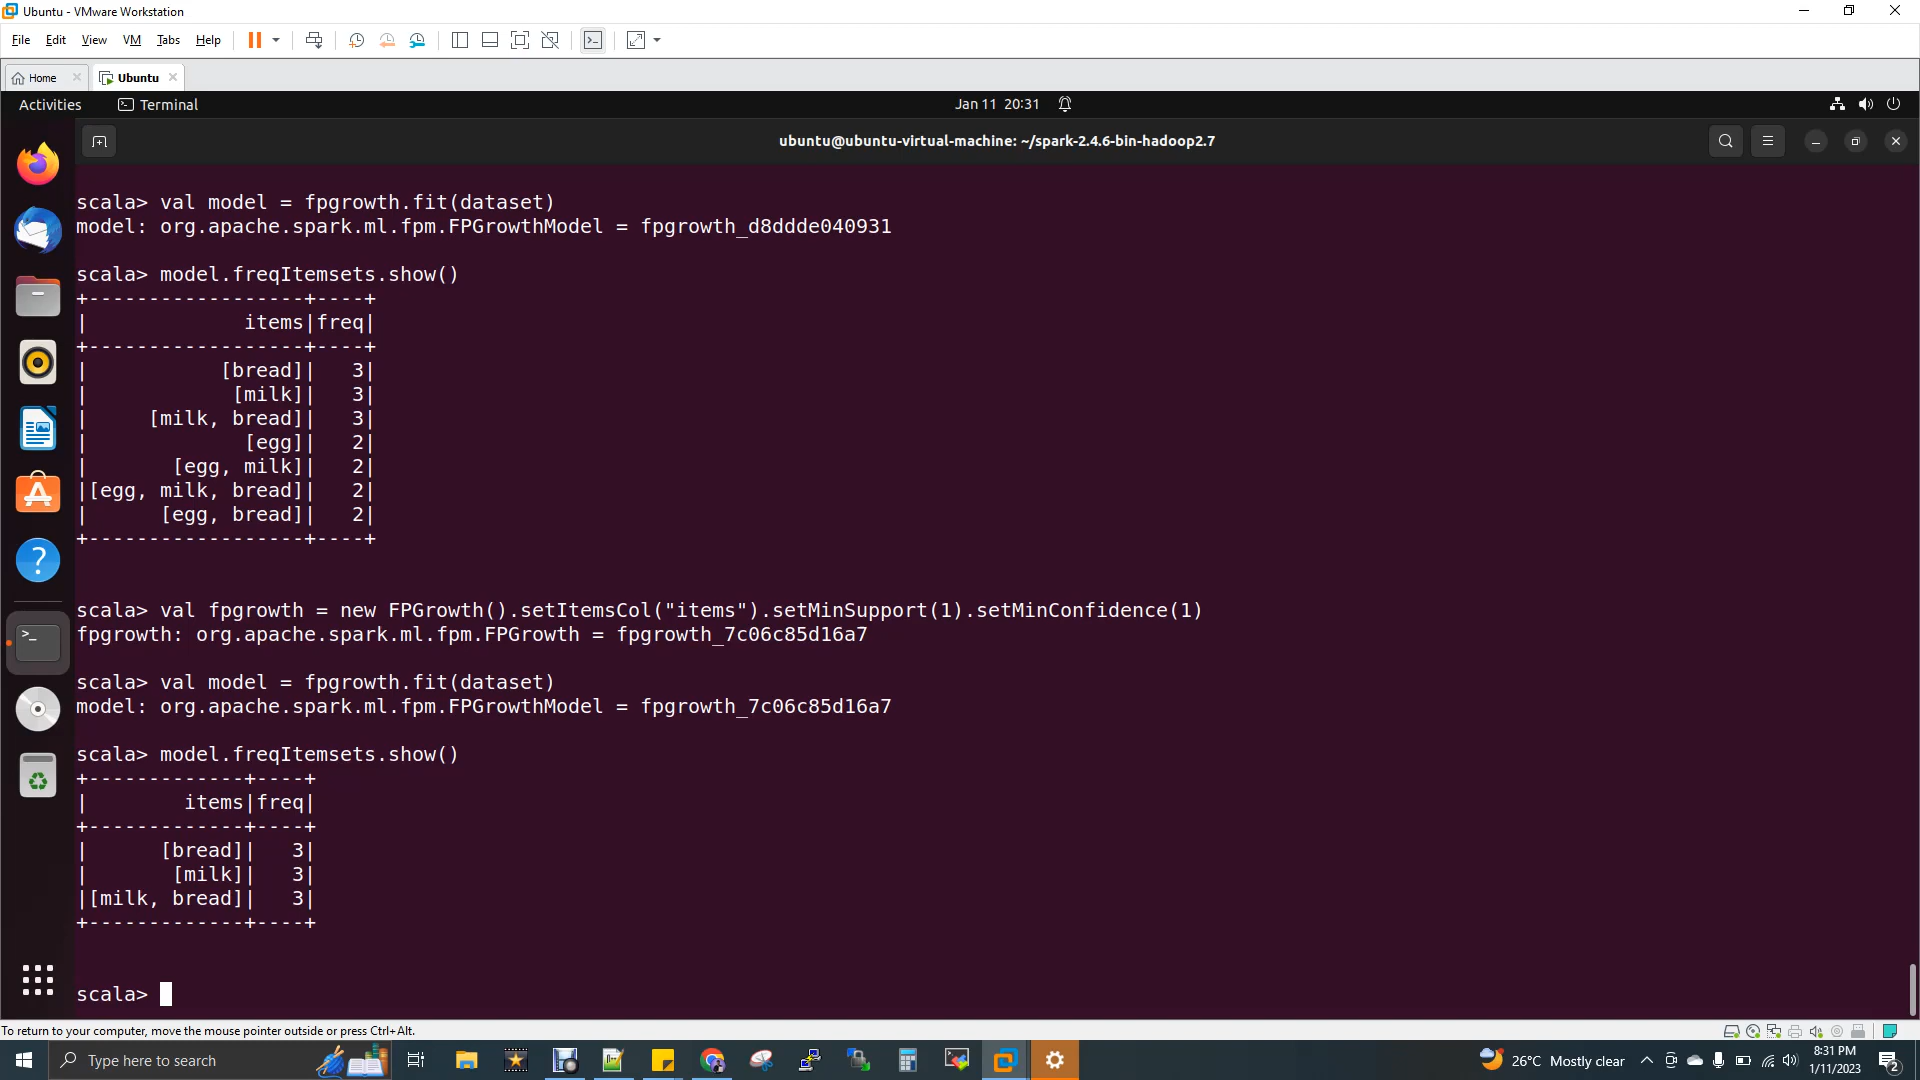 Ubuntu - VMware Workstation
File Edit View VM Tabs Help
Home Ubuntu
Activities Terminal Jan 11 20:31
ubuntu@ubuntu-virtual-machine: ~/spark-2.4.6-bin-hadoop2.7
scala> val model = fpgrowth.fit(dataset)
model: org.apache.spark.ml.fpm.FPGrowthModel = fpgrowth_d8ddde040931
scala> model.freqItemsets.show()
+------------------+----+
|             items|freq|
+------------------+----+
|           [bread]|   3|
|            [milk]|   3|
|     [milk, bread]|   3|
|             [egg]|   2|
|       [egg, milk]|   2|
|[egg, milk, bread]|   2|
|      [egg, bread]|   2|
+------------------+----+
scala> val fpgrowth = new FPGrowth().setItemsCol("items").setMinSupport(1).setMinConfidence(1)
fpgrowth: org.apache.spark.ml.fpm.FPGrowth = fpgrowth_7c06c85d16a7
scala> val model = fpgrowth.fit(dataset)
model: org.apache.spark.ml.fpm.FPGrowthModel = fpgrowth_7c06c85d16a7
scala> model.freqItemsets.show()
+-------------+----+
|        items|freq|
+-------------+----+
|      [bread]|   3|
|       [milk]|   3|
|[milk, bread]|   3|
+-------------+----+
scala>
To return to your computer, move the mouse pointer outside or press Ctrl+Alt.
Type here to search
26°C Mostly clear
8:31 PM
1/11/2023
2